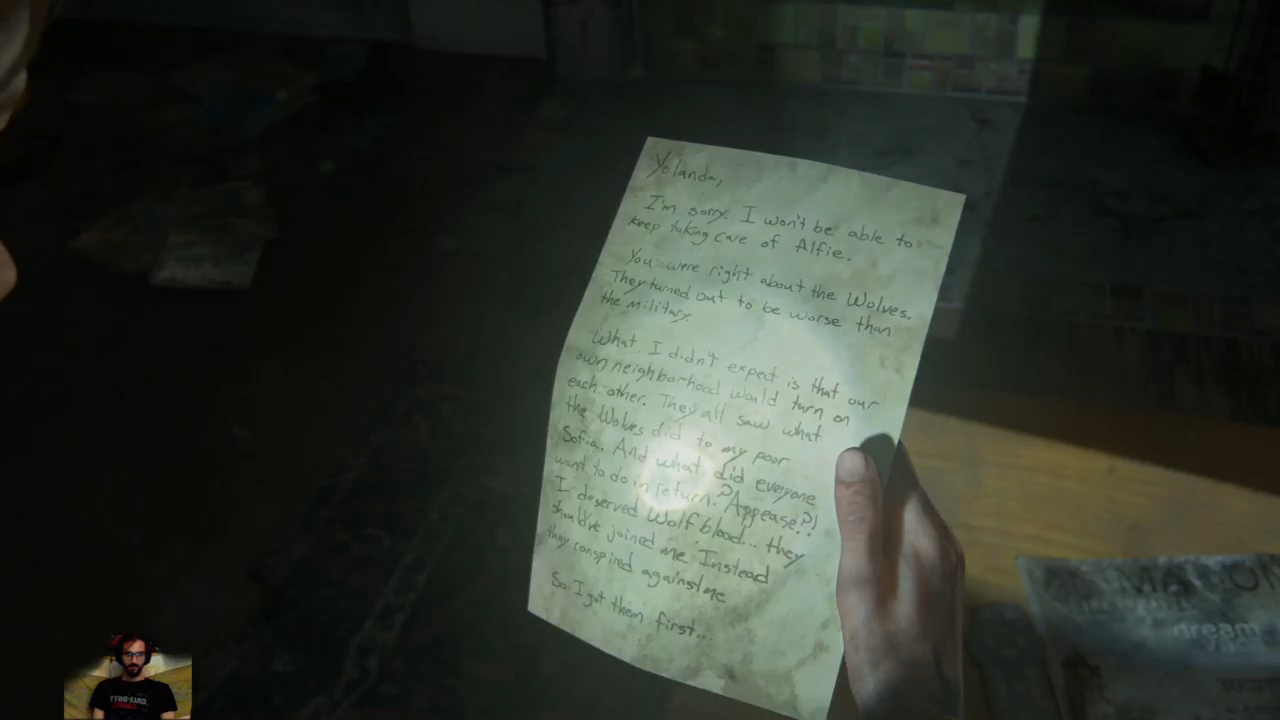 Yolanda,
I'm sorry. I won't be able to
keep taking care of Alfie.
You were right about the Wolves.
They turned out to be worse than
the military.
What I didn't expect is that our
own neighborhood would turn on
each other. They all saw what
the Wolves did to my poor
Sofia. And what did everyone
want to do in return? Appease?!
I deserved Wolf blood... they
should've joined me. Instead
they conspired against me
So I got them first...
dream